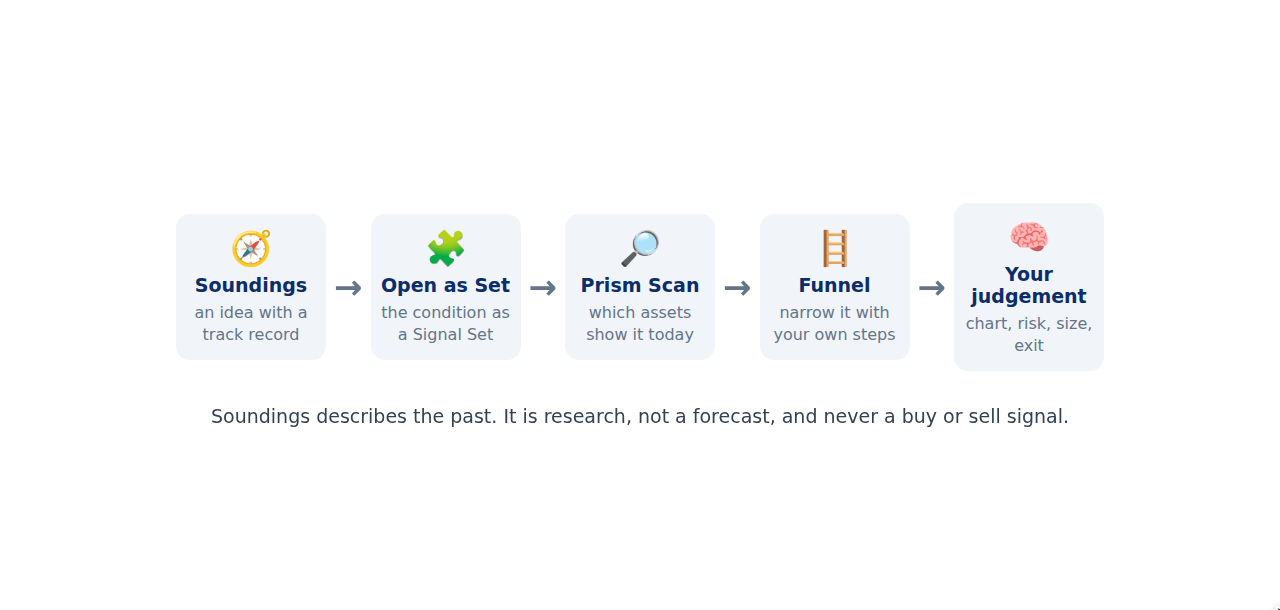 Soundings
an idea with a
track record
→
Open as Set
the condition as
a Signal Set
→
Prism Scan
which assets
show it today
→
Funnel
narrow it with
your own steps
→
Your
judgement
chart, risk, size,
exit
Soundings describes the past. It is research, not a forecast, and never a buy or sell signal.